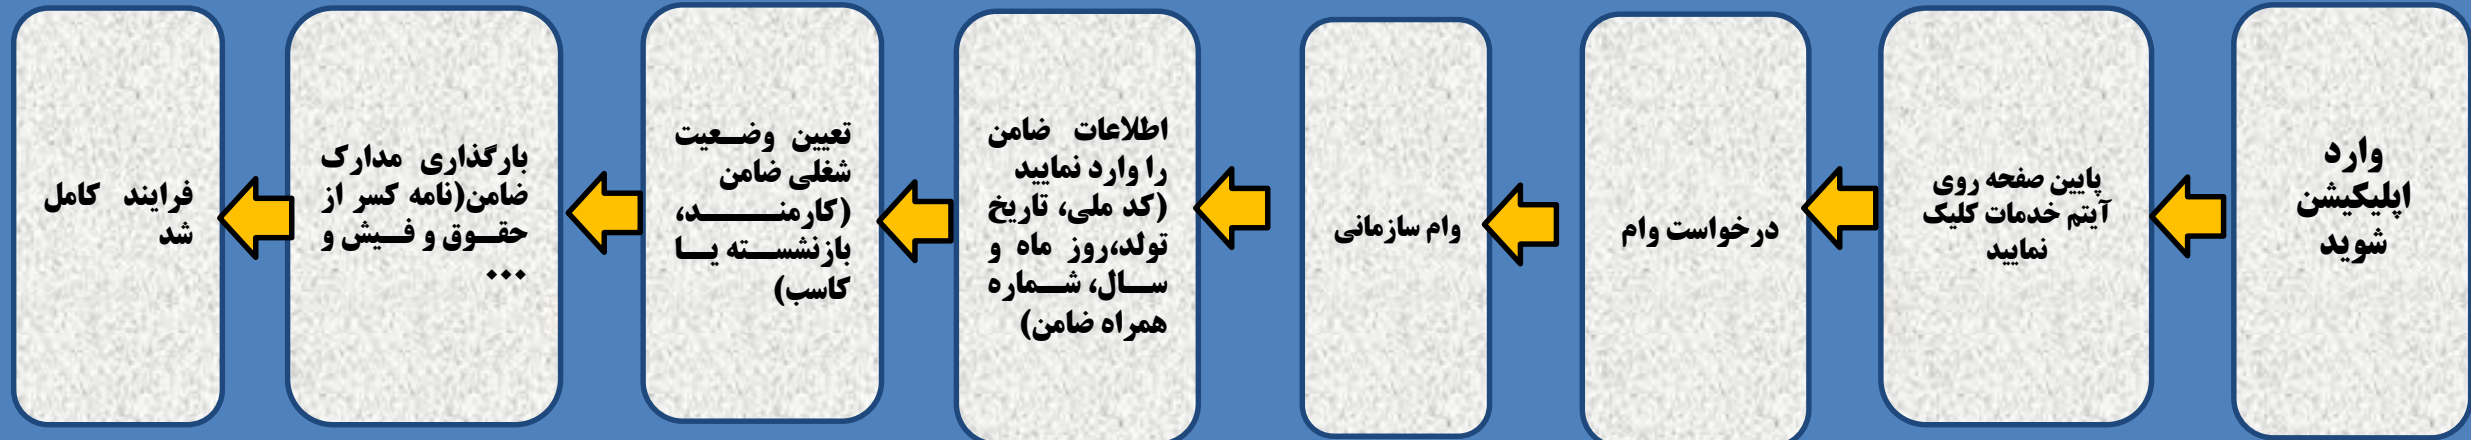 وارد
اپلیکیشن
شوید
پایین صفحه روی
آیتم خدمات کلیک
نمایید
درخواست وام
وام سازمانی
اطلاعات ضامن
را وارد نمایید
(کد ملی، تاریخ
تولد،روز ماه و
سال، شماره
همراه ضامن)
تعیین وضعیت
شغلی ضامن
(کارمند،
بازنشسته یا
کاسب)
بارگذاری مدارک
ضامن(نامه کسر از
حقوق و فیش و
...
فرایند کامل
شد